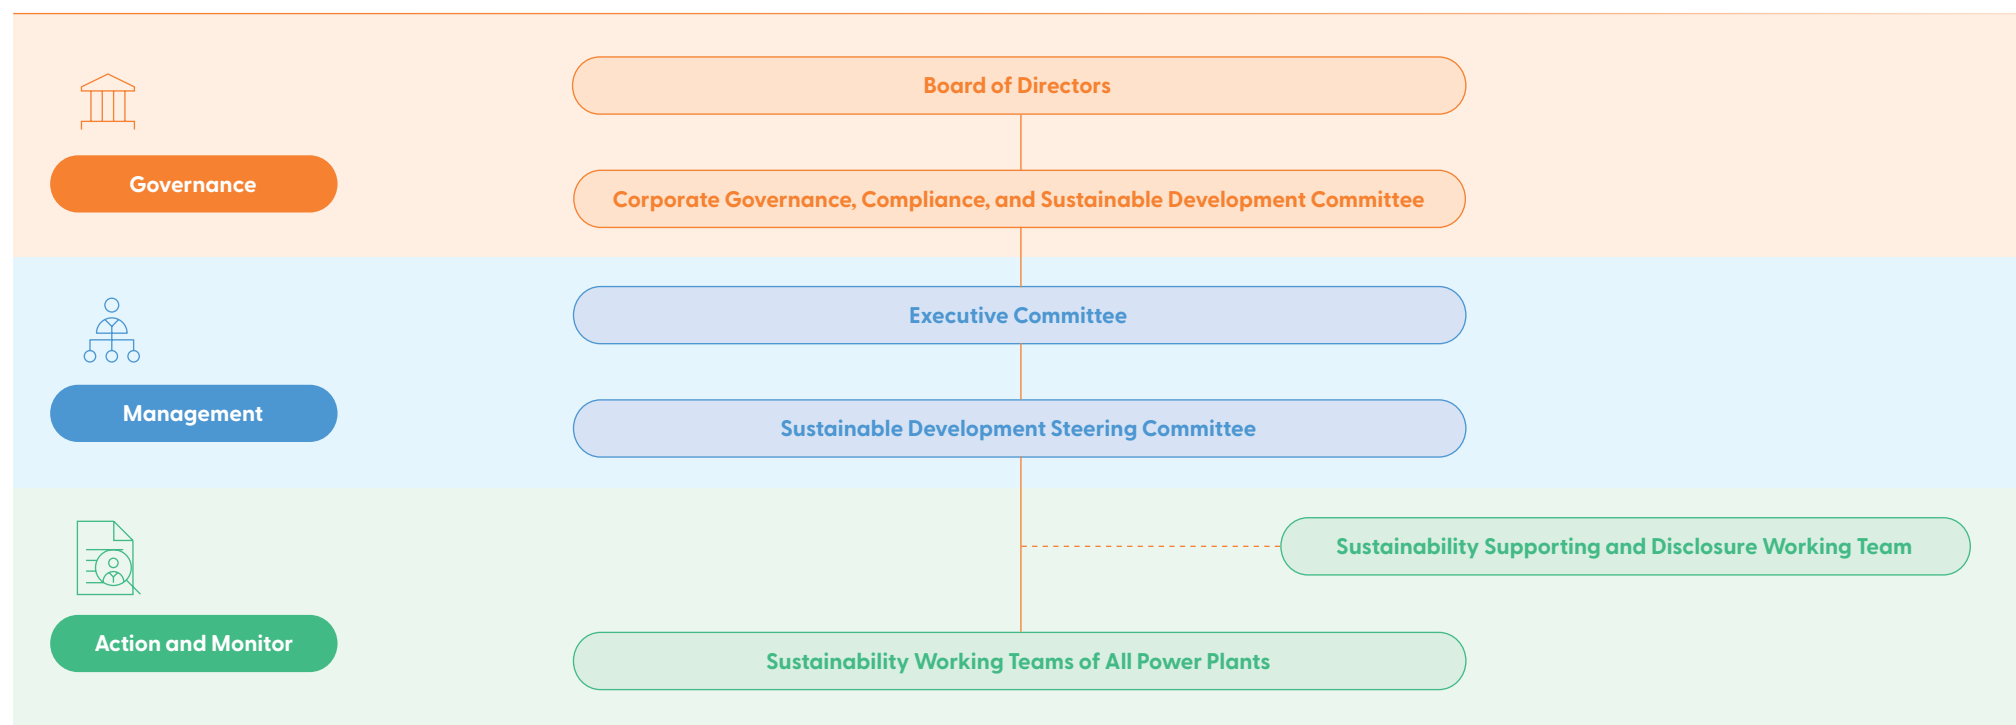 Board of Directors
Governance
Corporate Governance, Compliance, and Sustainable Development Committee
Executive Committee
Management
Sustainable Development Steering Committee
Sustainability Supporting and Disclosure Working Team
Action and Monitor
Sustainability Working Teams of All Power Plants